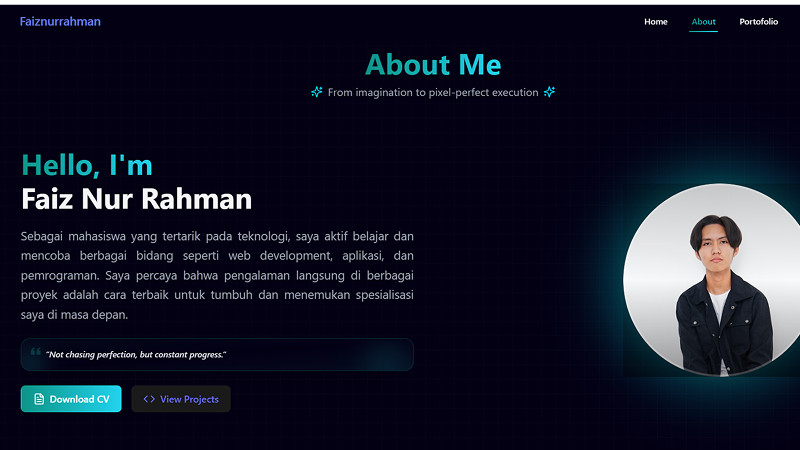 Faiznurrahman
Home
About
Portofolio
About Me
From imagination to pixel-perfect execution
Hello, I'm
Faiz Nur Rahman
Sebagai mahasiswa yang tertarik pada teknologi, saya aktif belajar dan
mencoba berbagai bidang seperti web development, aplikasi, dan
pemrograman. Saya percaya bahwa pengalaman langsung di berbagai
proyek adalah cara terbaik untuk tumbuh dan menemukan spesialisasi
saya di masa depan.
"Not chasing perfection, but constant progress."
Download CV
View Projects